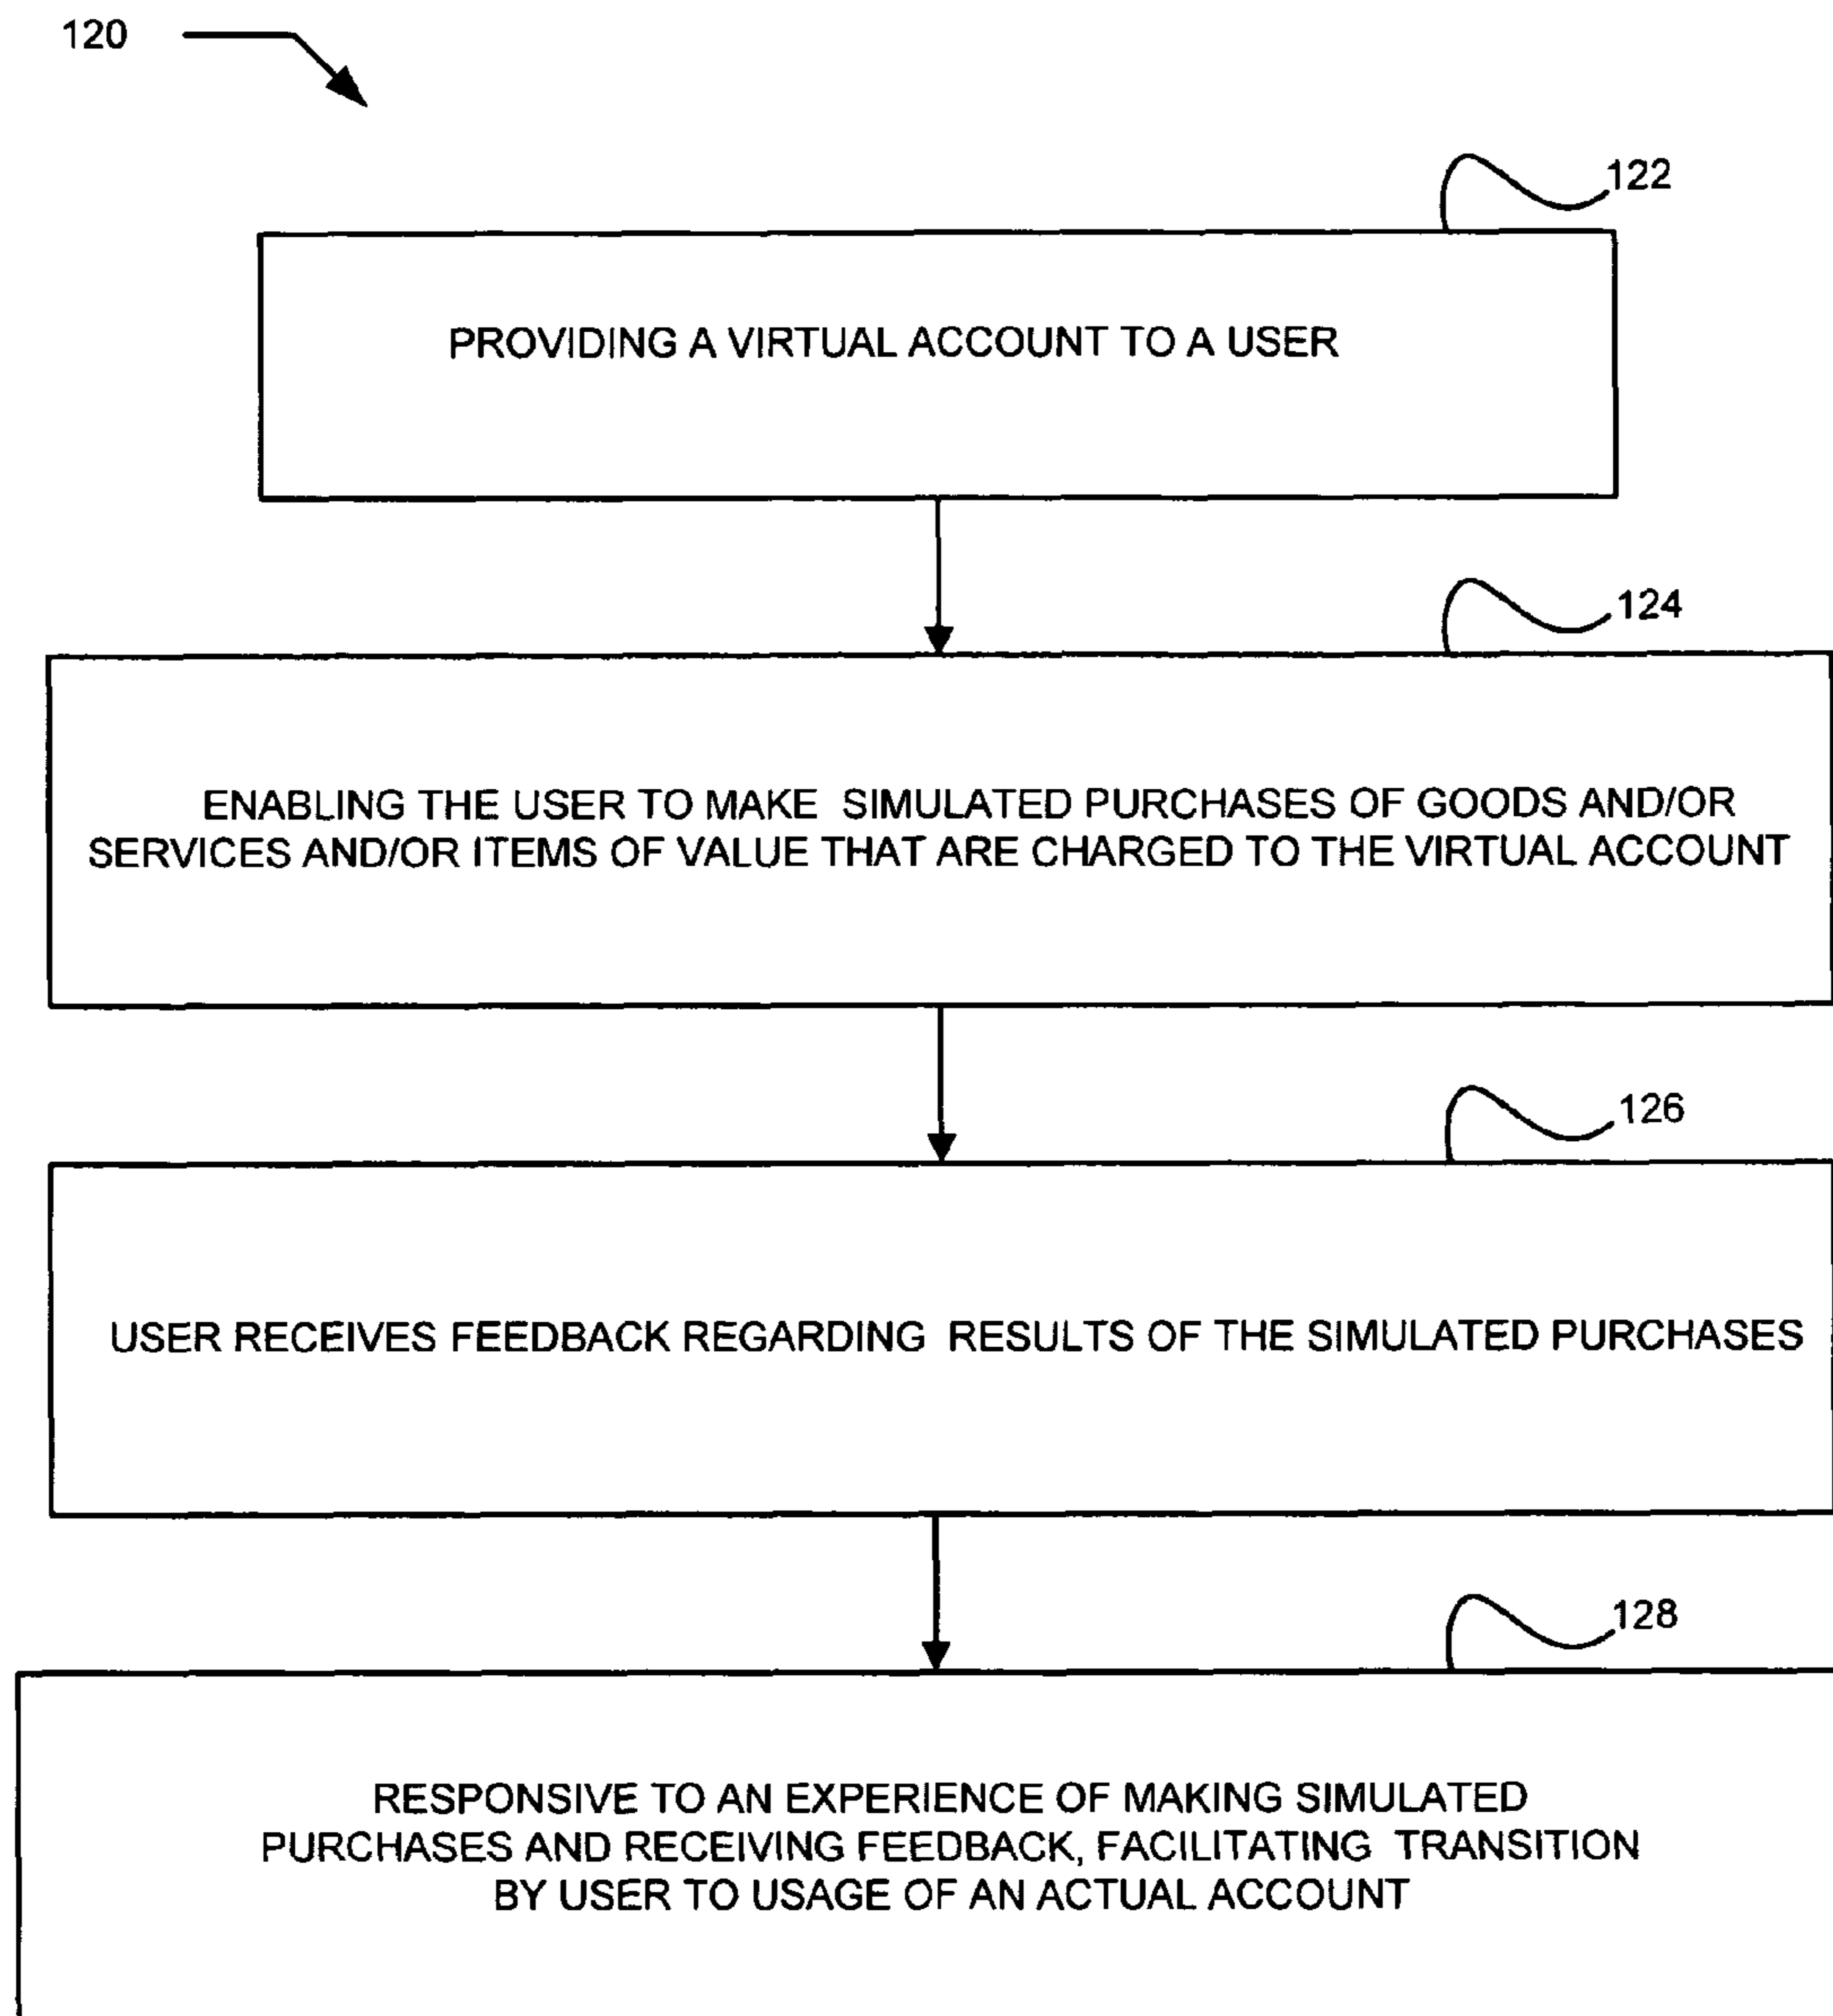 120
122
PROVIDING A VIRTUAL ACCOUNT TO A USER
124
ENABLING THE USER TO MAKE SIMULATED PURCHASES OF GOODS AND/OR
SERVICES AND/OR ITEMS OF VALUE THAT ARE CHARGED TO THE VIRTUAL ACCOUNT
126
USER RECEIVES FEEDBACK REGARDING RESULTS OF THE SIMULATED PURCHASES
128
RESPONSIVE TO AN EXPERIENCE OF MAKING SIMULATED
PURCHASES AND RECEIVING FEEDBACK, FACILITATING TRANSITION
BY USER TO USAGE OF AN ACTUAL ACCOUNT